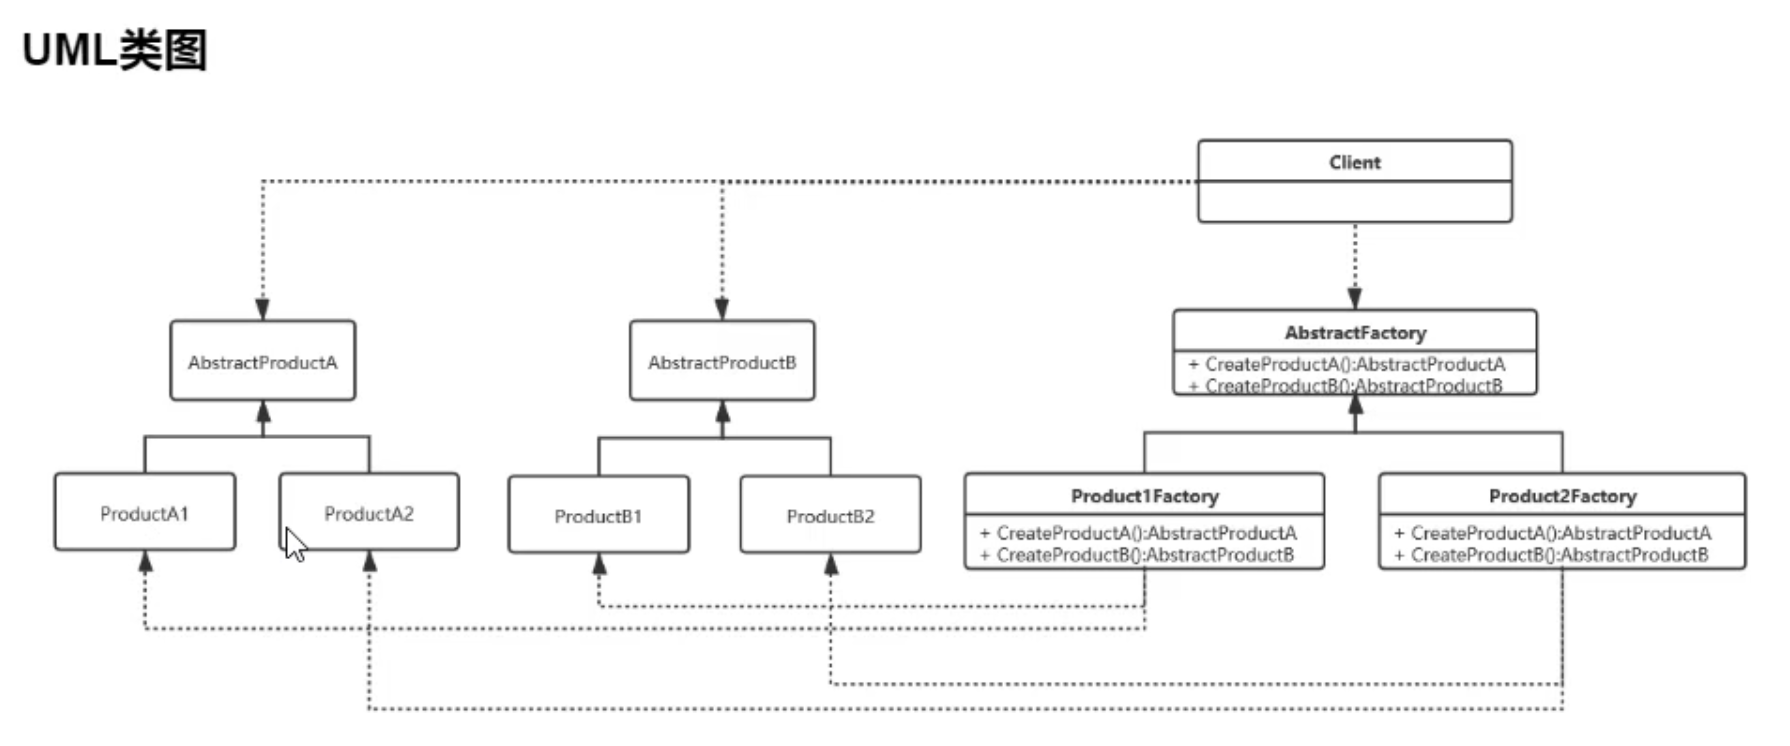 UML类图
Client
AbstractProductA
AbstractProductB
AbstractFactory
+ CreateProductA():AbstractProductA
+ CreateProductB():AbstractProductB
ProductA1
ProductA2
ProductB1
ProductB2
Product1Factory
+ CreateProductA():AbstractProductA
+ CreateProductB():AbstractProductB
Product2Factory
+ CreateProductA():AbstractProductA
+ CreateProductB():AbstractProductB